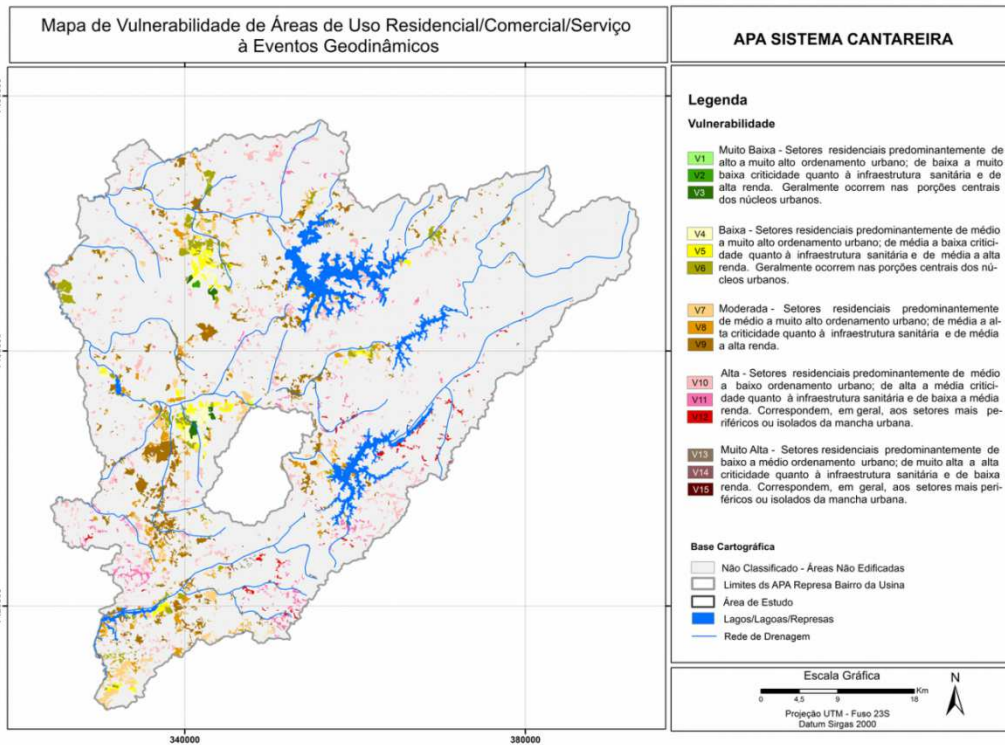 Mapa de Vulnerabilidade de Áreas de Uso Residencial/Comercial/Serviço
à Eventos Geodinâmicos
APA SISTEMA CANTAREIRA
Legenda
Vulnerabilidade
V1
V2
V3
Muito Baixa - Setores residenciais predominantemente de
alto a muito alto ordenamento urbano; de baixa a muito
baixa criticidade quanto à infraestrutura sanitária e de
alta renda. Geralmente ocorrem nas porções centrais
dos núcleos urbanos.
V4
V5
V6
Baixa - Setores residenciais predominantemente de médio
a muito alto ordenamento urbano; de média a baixa critici-
dade quanto à infraestrutura sanitária e de média a alta
renda. Geralmente ocorrem nas porções centrais dos nú-
cleos urbanos.
V7
V8
V9
Moderada - Setores residenciais predominantemente
de médio a muito alto ordenamento urbano; de média a al-
ta criticidade quanto à infraestrutura sanitária e de média
a alta renda.
V10
V11
V12
Alta - Setores residenciais predominantemente de médio
a baixo ordenamento urbano; de alta a média critici-
dade quanto à infraestrutura sanitária e de baixa a média
renda. Correspondem, em geral, aos setores mais pe-
riféricos ou isolados da mancha urbana.
V13
V14
V15
Muito Alta - Setores residenciais predominantemente de
baixo a médio ordenamento urbano; de muito alta a alta
criticidade quanto à infraestrutura sanitária e de baixa
renda. Correspondem, em geral, aos setores mais peri-
féricos ou isolados da mancha urbana.
Base Cartográfica
Não Classificado - Áreas Não Edificadas
Limites ds APA Represa Bairro da Usina
Área de Estudo
Lagos/Lagoas/Represas
Rede de Drenagem
Escala Gráfica
0 4,5 9 18 Km
N
Projeção UTM - Fuso 23S
Datum Sirgas 2000
340000
380000